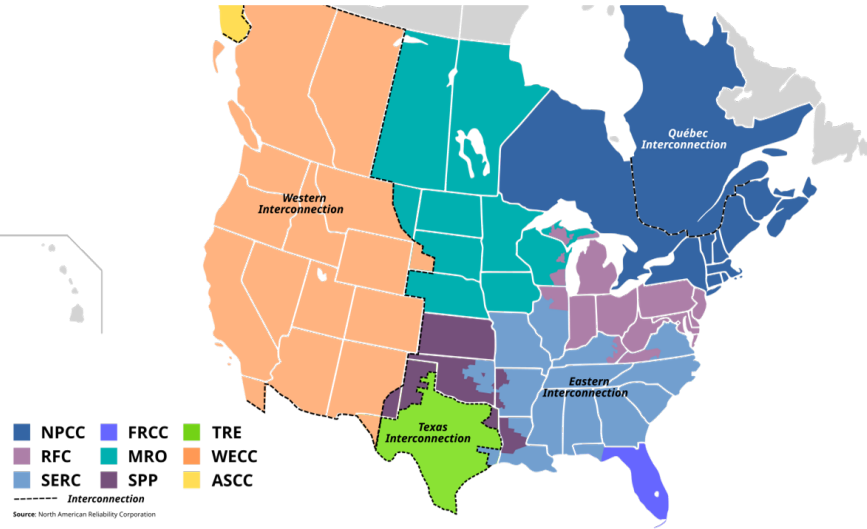 Québec
Interconnection
Western
Interconnection
Eastern
Interconnection
Texas
Interconnection
NPCC
FRCC
TRE
RFC
MRO
WECC
SERC
SPP
ASCC
Interconnection
Source: North American Reliability Corporation